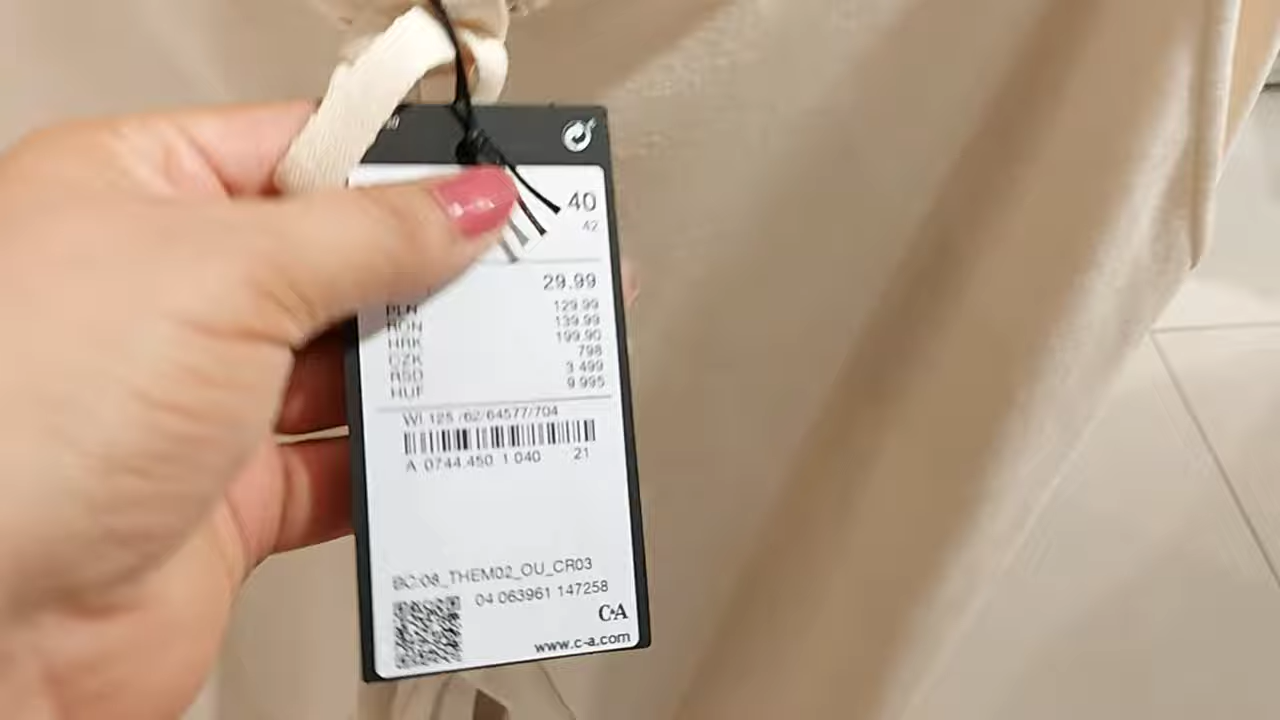 40
42
29.99
PLN 129.99
RON 139.99
HRK 199.90
CZK 798
RSD 3 499
HUF 9 995
WI 125 /62/64577/704
A 0744.450 1 040 21
BC:08_THEM02_OU_CR03
04 063961 147258
C&A
www.c-a.com